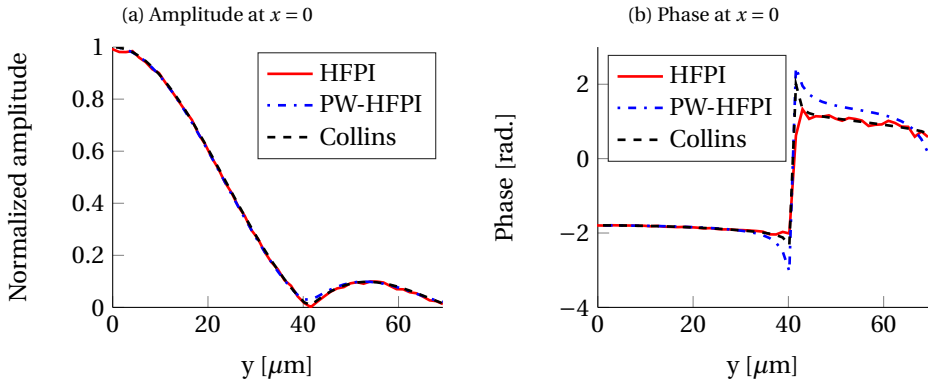 (a) Amplitude at x = 0
Normalized amplitude
1
0.8
0.6
0.4
0.2
0
0 20 40 60
y [μm]
HFPI
PW-HFPI
Collins
(b) Phase at x = 0
Phase [rad.]
2
0
−2
−4
0 20 40 60
y [μm]
HFPI
PW-HFPI
Collins